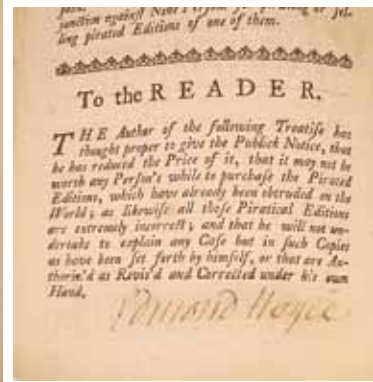 junction against
ling pirated Editions of one of them.
To the READER.
THE Author of the following Treatiſe has
thought proper to give the Publick Notice, that
he has reduced the Price of it, that it may not be
worth any Perſon's while to purchaſe the Pirated
Editions, which have already been obtruded on the
World; as likewiſe all thoſe Piratical Editions
are extremely incorrect; and that he will not un-
dertake to explain any Caſe but in ſuch Copies
as have been ſet forth by himſelf, or that are Au-
thoriz'd as Revis'd and Corrected under his own
Hand.
Edmond Hoyle